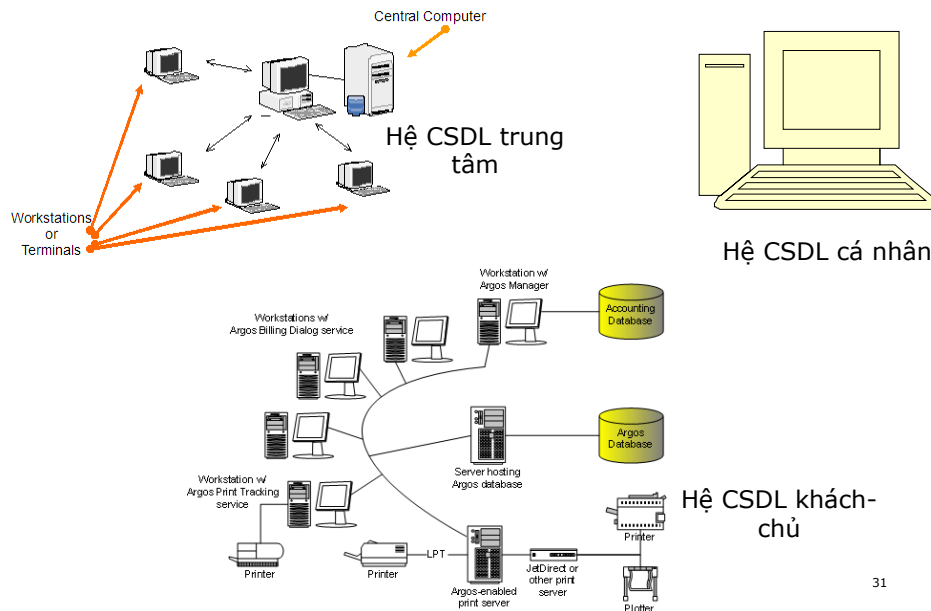 Central Computer
Hệ CSDL trung
tâm
Workstations
or
Terminals
Hệ CSDL cá nhân
Workstation w/
Argos Manager
Accounting
Database
Workstations w/
Argos Billing Dialog service
Argos
Database
Server hosting
Argos database
Workstation w/
Argos Print Tracking
service
Hệ CSDL khách-
chủ
Printer
Printer
Printer
LPT
Argos-enabled
print server
JetDirect or
other print
server
Plotter
31